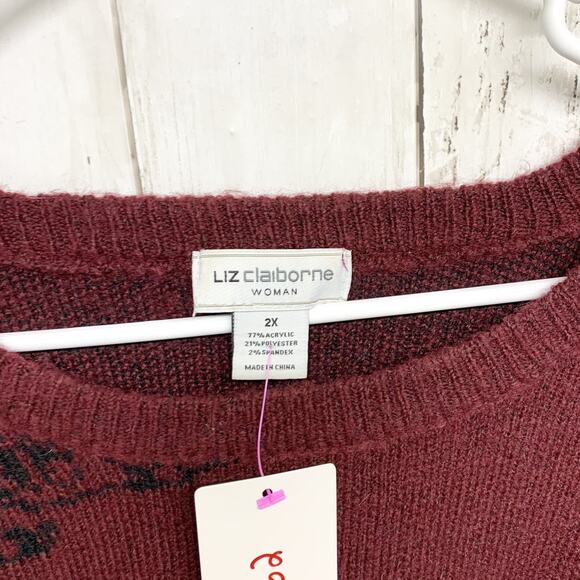 LIZ claiborne
WOMAN
2X
77% ACRYLIC
21% POLYESTER
2% SPANDEX
MADE IN CHINA